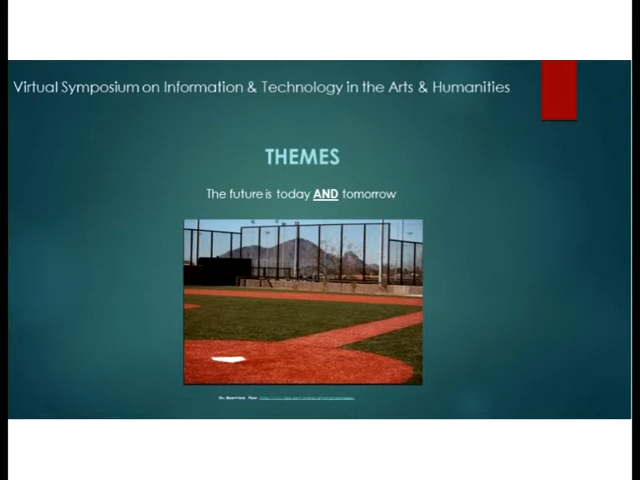 Virtual Symposium on Information & Technology in the Arts & Humanities
THEMES
The future is today AND tomorrow